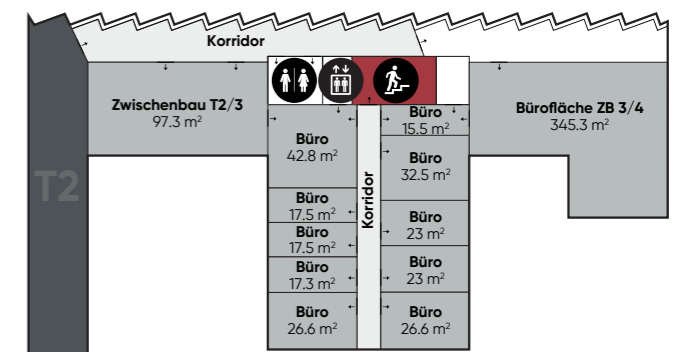 Korridor
Zwischenbau T2/3
97.3 m²
Bürofläche ZB 3/4
345.3 m²
T2
Büro
42.8 m²
Büro
17.5 m²
Büro
17.5 m²
Büro
17.3 m²
Büro
26.6 m²
Korridor
Büro
15.5 m²
Büro
32.5 m²
Büro
23 m²
Büro
23 m²
Büro
26.6 m²